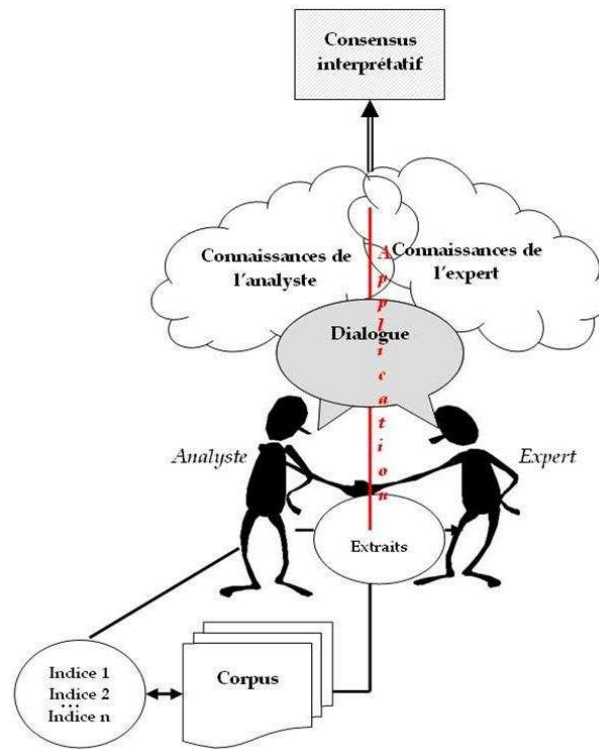 Consensus
interprétatif
Connaissances de
l'analyste
Connaissances de
l'expert
Application
Dialogue
Analyste
Expert
Extraits
Indice 1
Indice 2
...
Indice n
Corpus